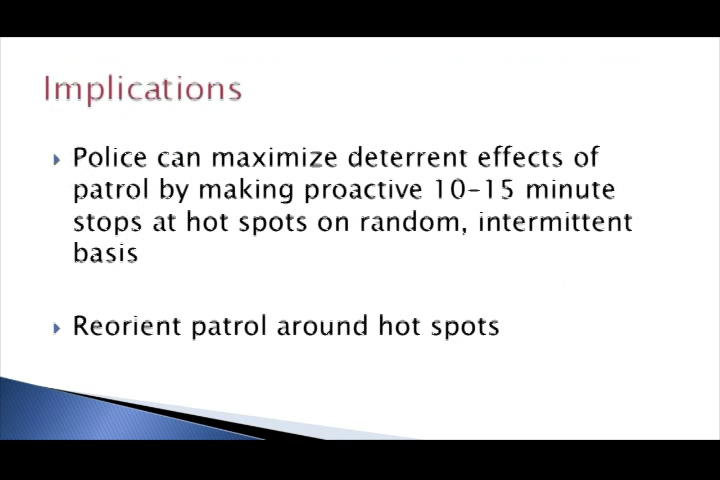 Implications
Police can maximize deterrent effects of
patrol by making proactive 10-15 minute
stops at hot spots on random, intermittent
basis
Reorient patrol around hot spots